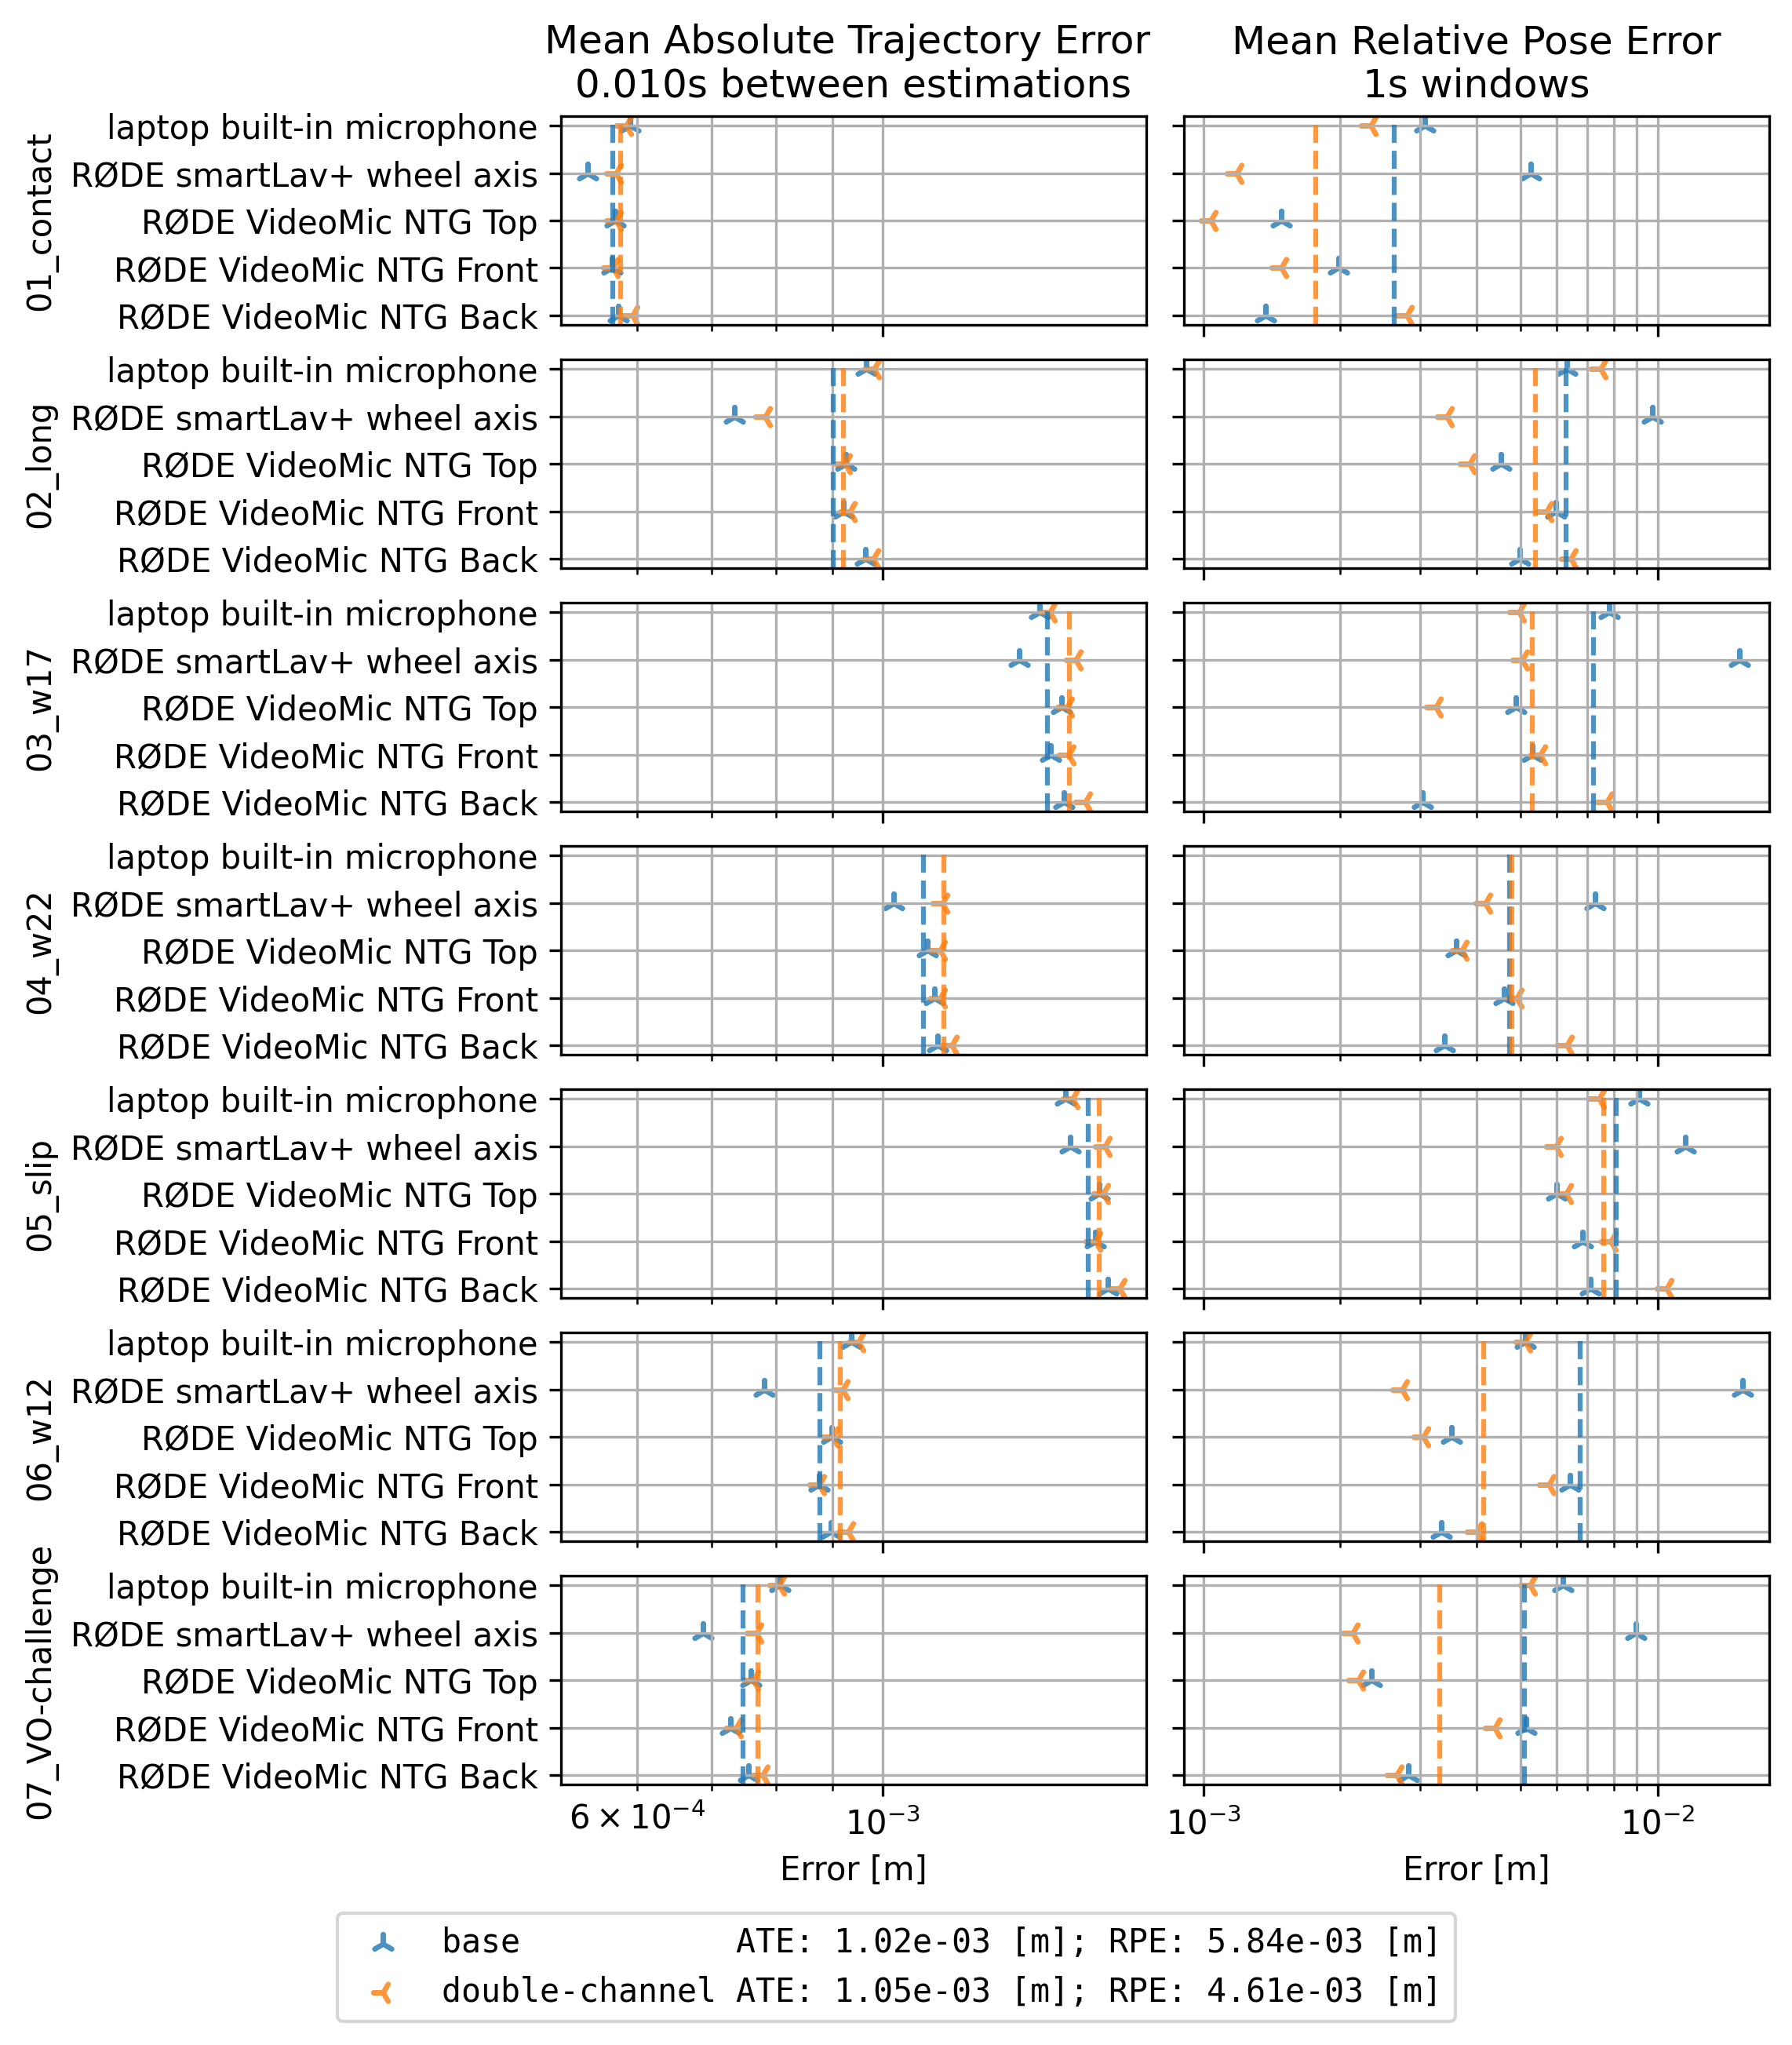 Mean Absolute Trajectory Error
0.010s between estimations
Mean Relative Pose Error
1s windows
01_contact
laptop built-in microphone
RØDE smartLav+ wheel axis
RØDE VideoMic NTG Top
RØDE VideoMic NTG Front
RØDE VideoMic NTG Back
02_long
laptop built-in microphone
RØDE smartLav+ wheel axis
RØDE VideoMic NTG Top
RØDE VideoMic NTG Front
RØDE VideoMic NTG Back
03_w17
laptop built-in microphone
RØDE smartLav+ wheel axis
RØDE VideoMic NTG Top
RØDE VideoMic NTG Front
RØDE VideoMic NTG Back
04_w22
laptop built-in microphone
RØDE smartLav+ wheel axis
RØDE VideoMic NTG Top
RØDE VideoMic NTG Front
RØDE VideoMic NTG Back
05_slip
laptop built-in microphone
RØDE smartLav+ wheel axis
RØDE VideoMic NTG Top
RØDE VideoMic NTG Front
RØDE VideoMic NTG Back
06_w12
laptop built-in microphone
RØDE smartLav+ wheel axis
RØDE VideoMic NTG Top
RØDE VideoMic NTG Front
RØDE VideoMic NTG Back
07_VO-challenge
laptop built-in microphone
RØDE smartLav+ wheel axis
RØDE VideoMic NTG Top
RØDE VideoMic NTG Front
RØDE VideoMic NTG Back
6 × 10⁻⁴ 10⁻³
10⁻³ 10⁻²
Error [m]
Error [m]
base ATE: 1.02e-03 [m]; RPE: 5.84e-03 [m]
double-channel ATE: 1.05e-03 [m]; RPE: 4.61e-03 [m]